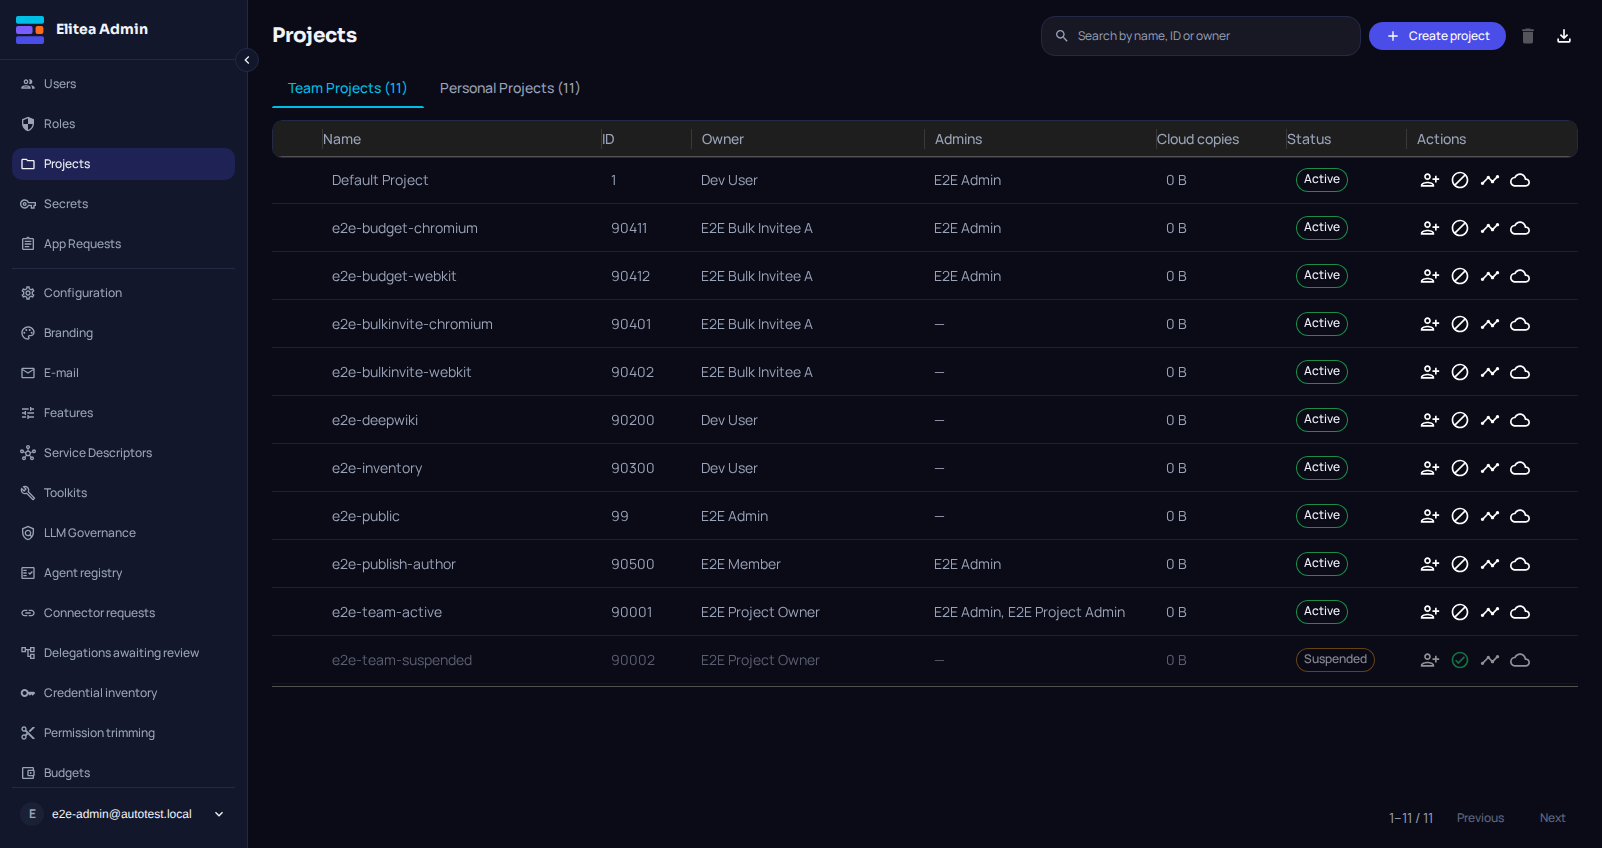 Elitea Admin
Users
Roles
Projects
Secrets
App Requests
Configuration
Branding
E-mail
Features
Service Descriptors
Toolkits
LLM Governance
Agent registry
Connector requests
Delegations awaiting review
Credential inventory
Permission trimming
Budgets
E e2e-admin@autotest.local
Projects
Search by name, ID or owner
Create project
Team Projects (11) Personal Projects (11)
Name ID Owner Admins Cloud copies Status Actions
Default Project 1 Dev User E2E Admin 0 B Active
e2e-budget-chromium 90411 E2E Bulk Invitee A E2E Admin 0 B Active
e2e-budget-webkit 90412 E2E Bulk Invitee A E2E Admin 0 B Active
e2e-bulkinvite-chromium 90401 E2E Bulk Invitee A — 0 B Active
e2e-bulkinvite-webkit 90402 E2E Bulk Invitee A — 0 B Active
e2e-deepwiki 90200 Dev User — 0 B Active
e2e-inventory 90300 Dev User — 0 B Active
e2e-public 99 E2E Admin — 0 B Active
e2e-publish-author 90500 E2E Member E2E Admin 0 B Active
e2e-team-active 90001 E2E Project Owner E2E Admin, E2E Project Admin 0 B Active
e2e-team-suspended 90002 E2E Project Owner — 0 B Suspended
1–11 / 11 Previous Next